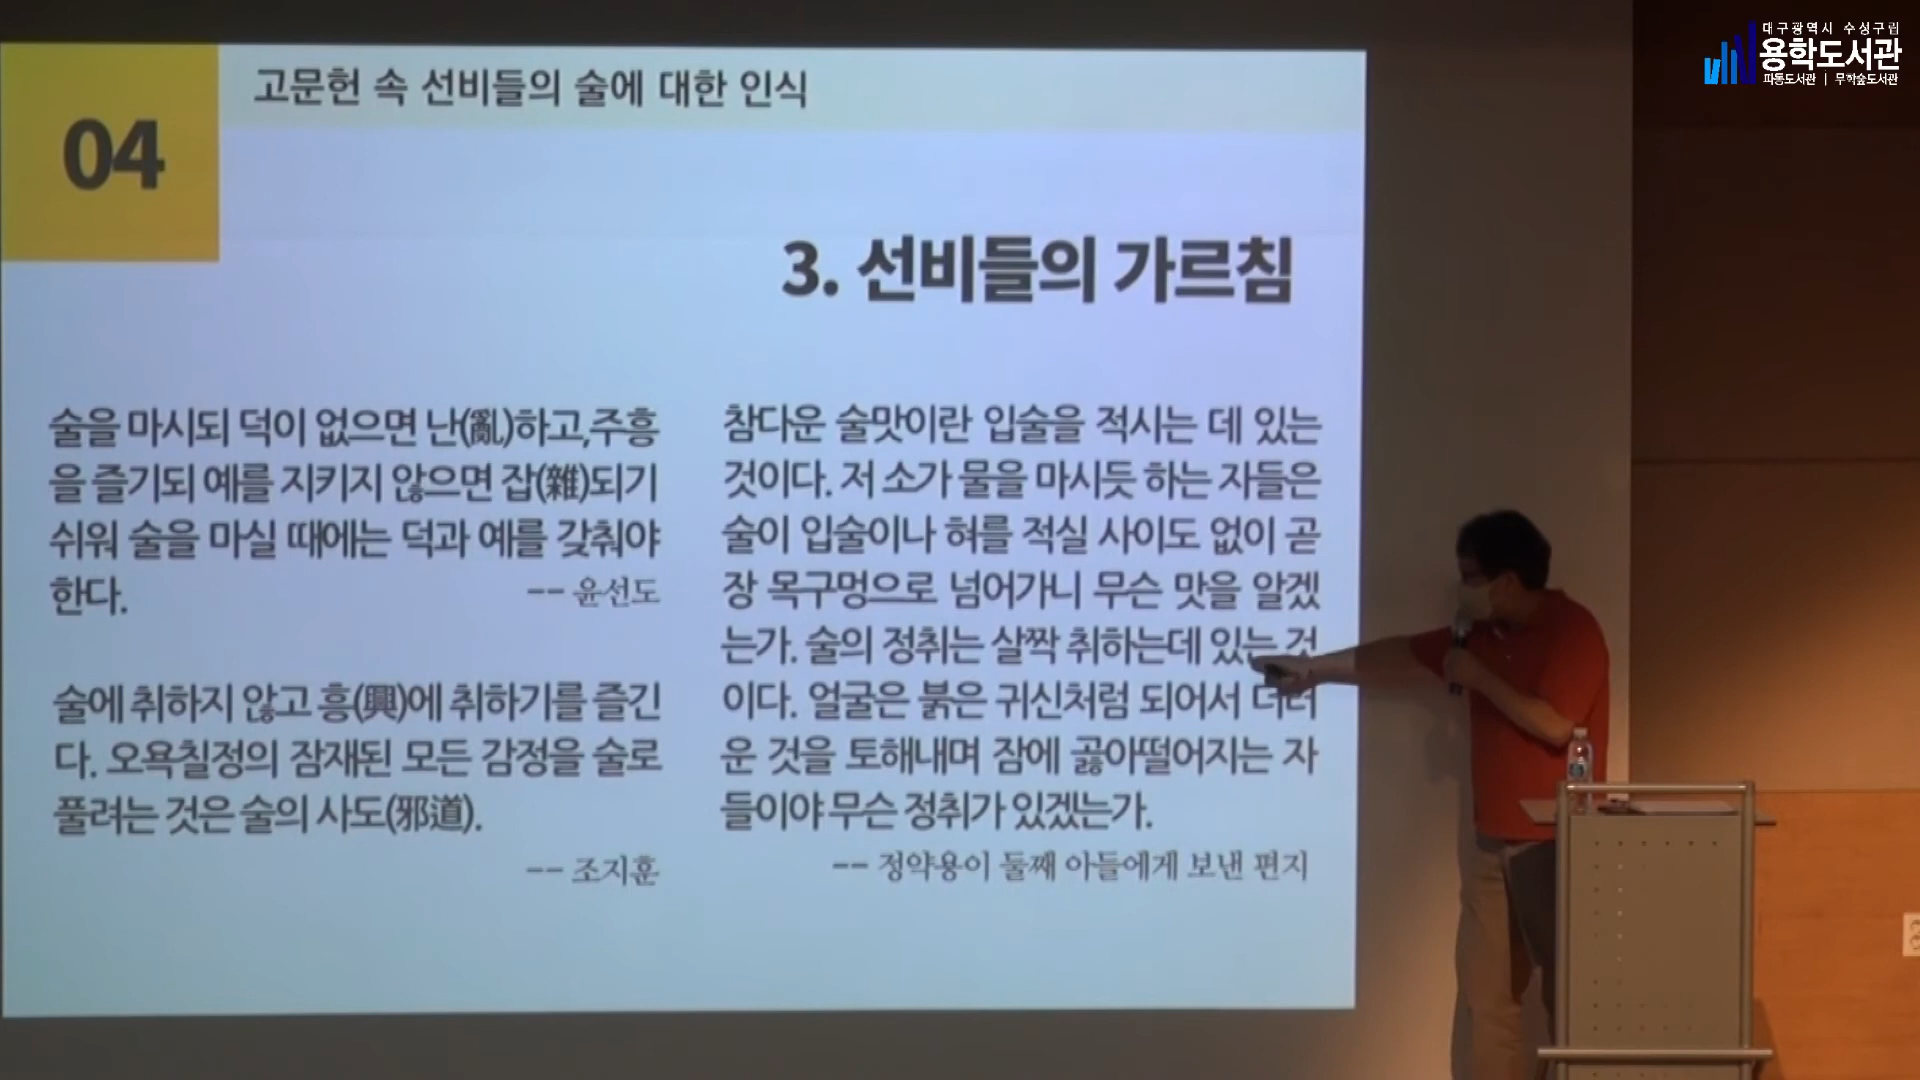 대구광역시 수성구립
용학도서관
파동도서관 | 무학숲도서관
04
고문헌 속 선비들의 술에 대한 인식
3. 선비들의 가르침
술을 마시되 덕이 없으면 난(亂)하고,주흥
을 즐기되 예를 지키지 않으면 잡(雜)되기
쉬워 술을 마실 때에는 덕과 예를 갖춰야
한다.
-- 윤선도
술에 취하지 않고 흥(興)에 취하기를 즐긴
다. 오욕칠정의 잠재된 모든 감정을 술로
풀려는 것은 술의 사도(邪道).
-- 조지훈
참다운 술맛이란 입술을 적시는 데 있는
것이다. 저 소가 물을 마시듯 하는 자들은
술이 입술이나 혀를 적실 사이도 없이 곧
장 목구멍으로 넘어가니 무슨 맛을 알겠
는가. 술의 정취는 살짝 취하는데 있는 것
이다. 얼굴은 붉은 귀신처럼 되어서 더러
운 것을 토해내며 잠에 곯아떨어지는 자
들이야 무슨 정취가 있겠는가.
-- 정약용이 둘째 아들에게 보낸 편지